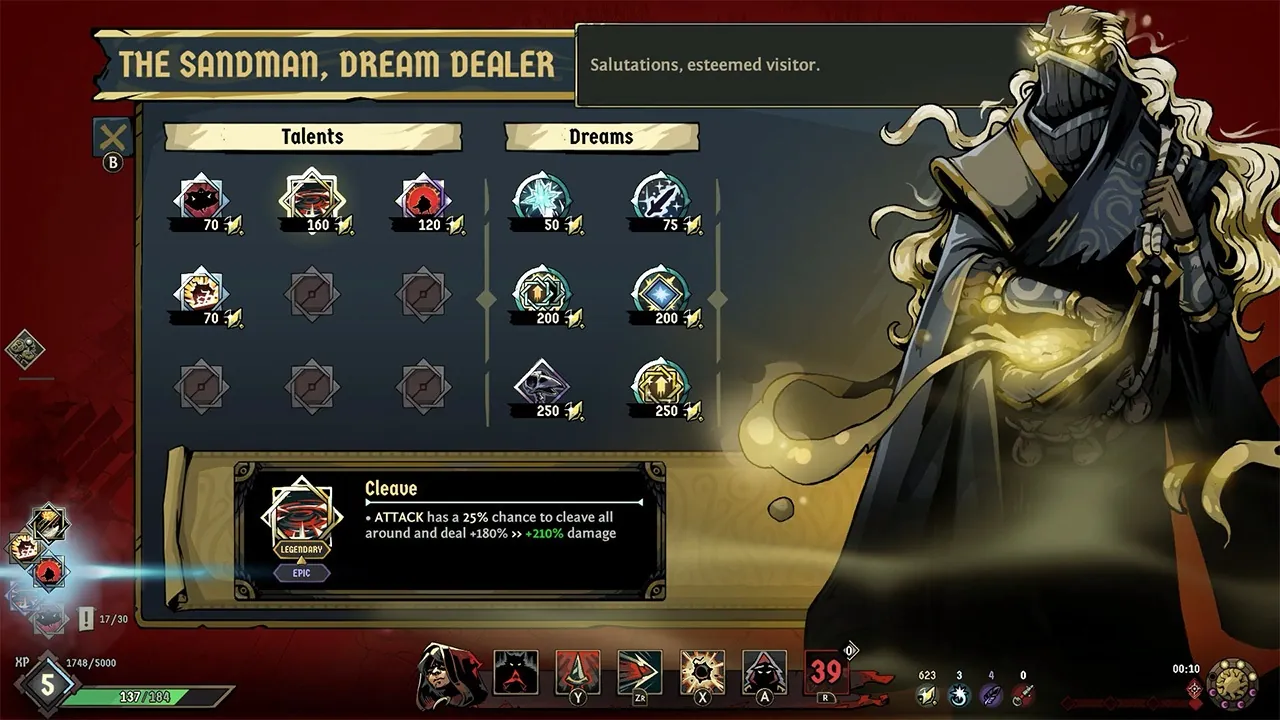 THE SANDMAN, DREAM DEALER
Salutations, esteemed visitor.
B
Talents
Dreams
70
160
120
50
75
70
200
200
250
250
Cleave
• ATTACK has a 25% chance to cleave all
around and deal +180% >> +210% damage
LEGENDARY
EPIC
17/30
XP
1748/5000
5
137/184
Y
ZR
X
A
39
R
0
623
3
4
0
00:10